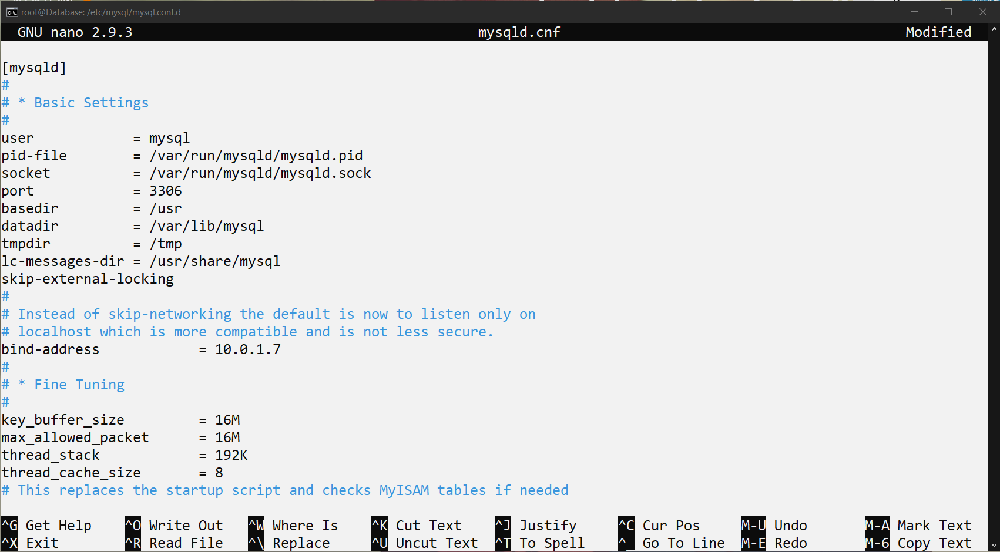 root@Database: /etc/mysql/mysql.conf.d
GNU nano 2.9.3 mysqld.cnf Modified
[mysqld]
#
# * Basic Settings
#
user = mysql
pid-file = /var/run/mysqld/mysqld.pid
socket = /var/run/mysqld/mysqld.sock
port = 3306
basedir = /usr
datadir = /var/lib/mysql
tmpdir = /tmp
lc-messages-dir = /usr/share/mysql
skip-external-locking
#
# Instead of skip-networking the default is now to listen only on
# localhost which is more compatible and is not less secure.
bind-address = 10.0.1.7
#
# * Fine Tuning
#
key_buffer_size = 16M
max_allowed_packet = 16M
thread_stack = 192K
thread_cache_size = 8
# This replaces the startup script and checks MyISAM tables if needed
^G Get Help ^O Write Out ^W Where Is ^K Cut Text ^J Justify ^C Cur Pos M-U Undo M-A Mark Text
^X Exit ^R Read File ^\ Replace ^U Uncut Text ^T To Spell ^_ Go To Line M-E Redo M-6 Copy Text